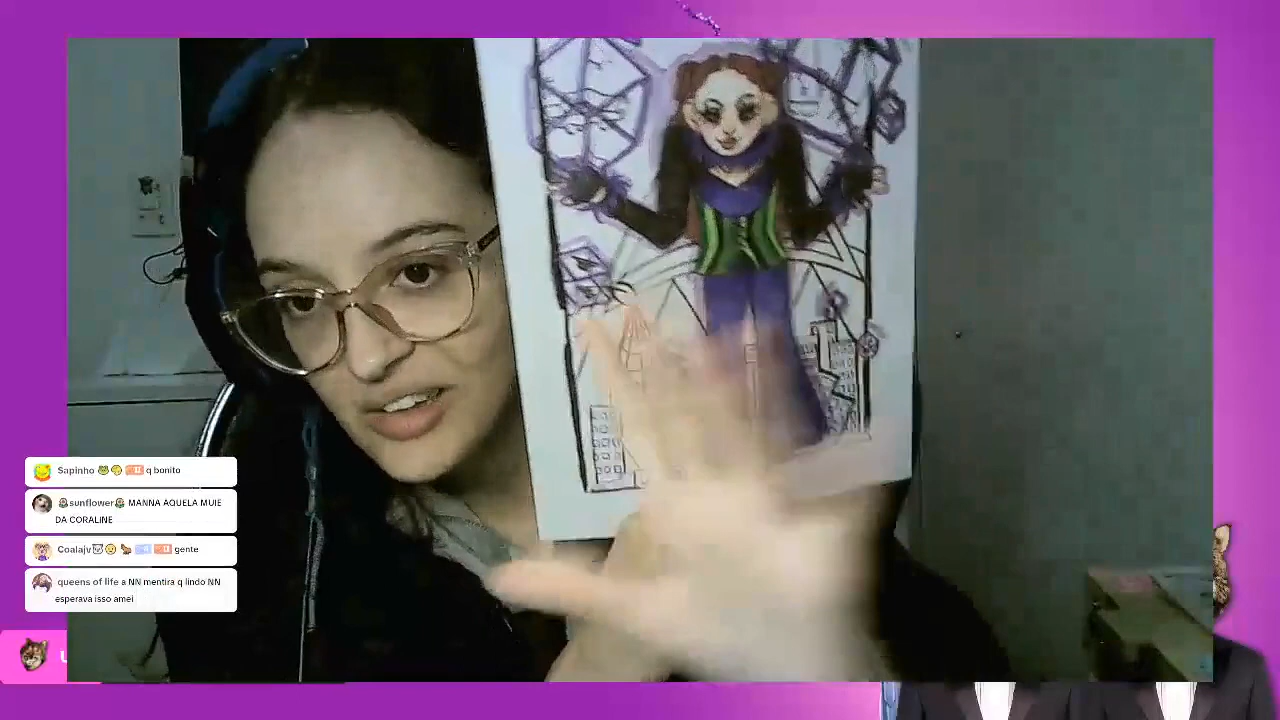 Sapinho q bonito
sunflower MANNA AQUELA MUIE
DA CORALINE
Coalajv gente
queens of life a NN mentira q lindo NN
esperava isso amei